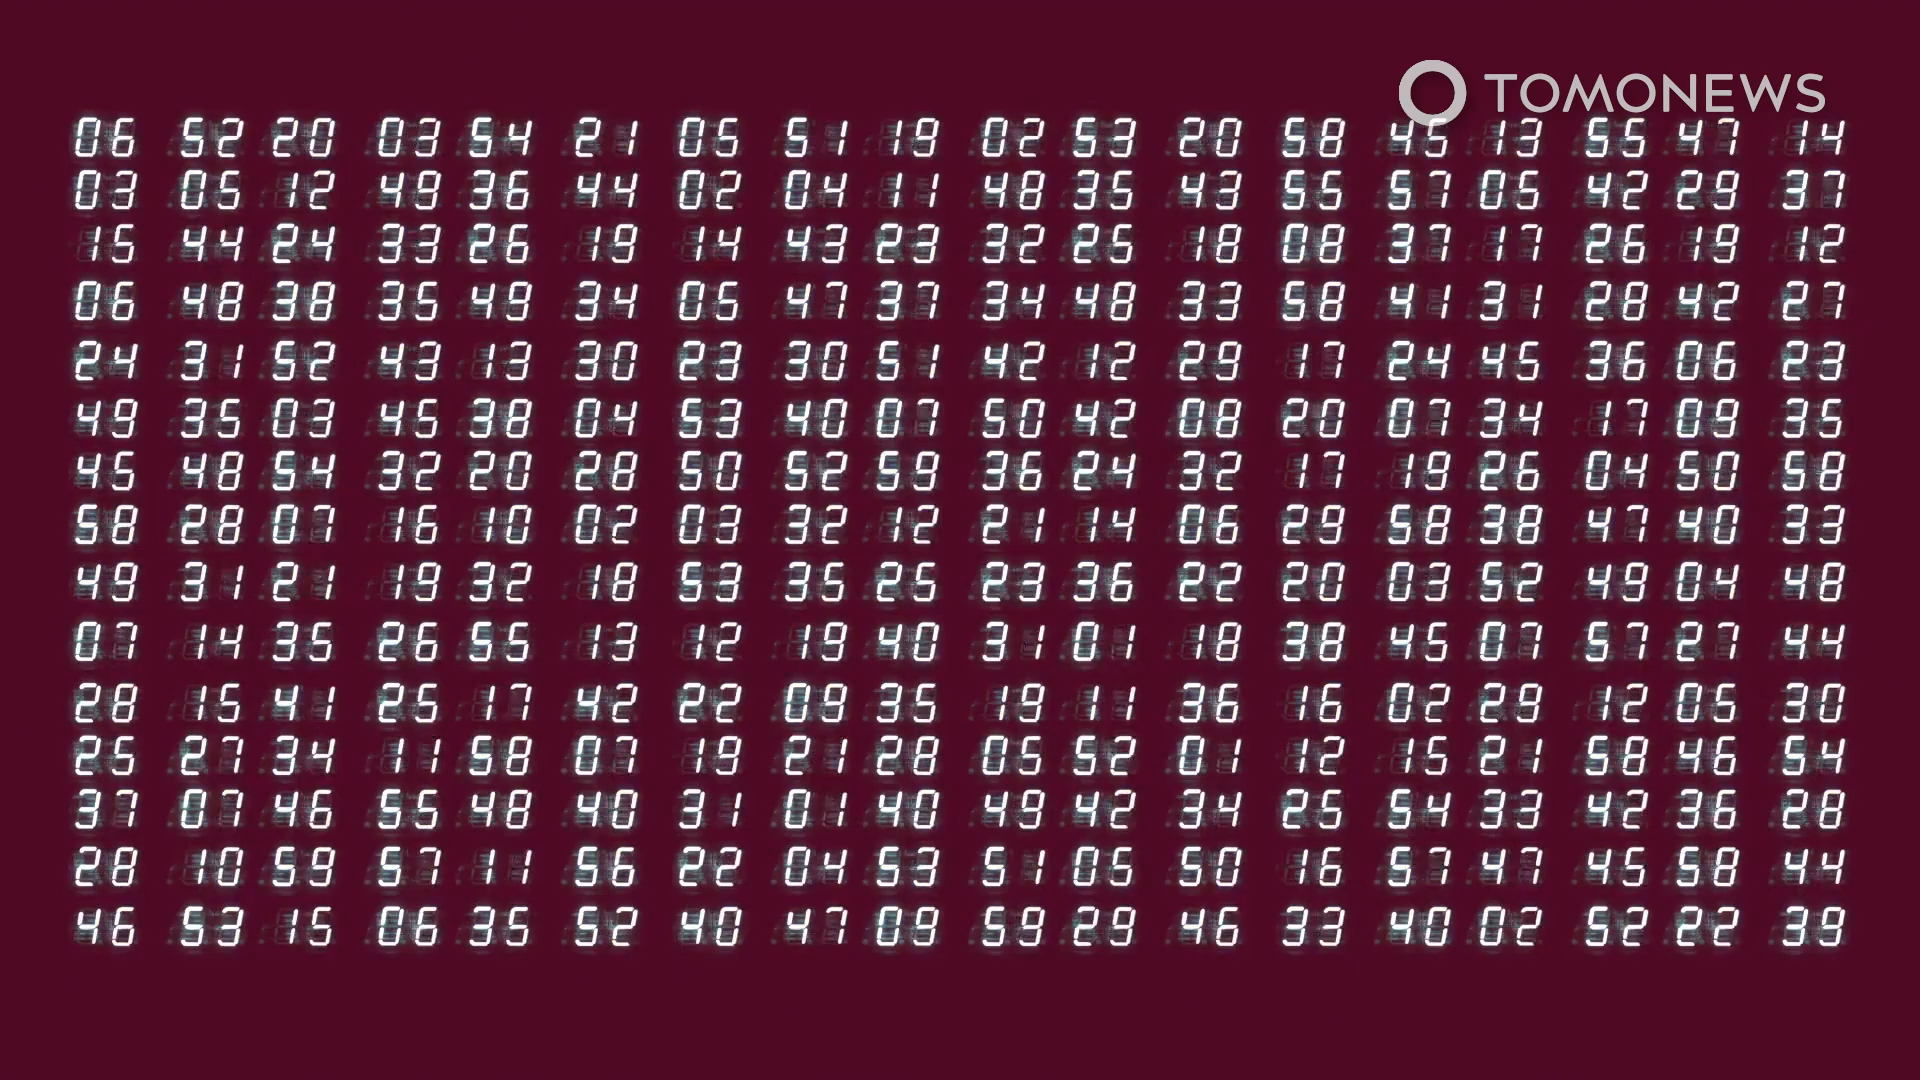 TOMONEWS
06 52 20 03 54 21 05 51 19 02 53 20 58 45 13 55 47 14
03 05 12 48 36 44 02 04 11 48 35 43 55 57 05 42 29 37
15 44 24 33 26 19 14 43 23 32 25 18 08 37 17 26 19 12
06 48 38 35 49 34 05 47 37 34 48 33 58 41 31 28 42 27
24 31 52 43 13 30 23 30 51 42 12 29 17 24 45 36 06 23
49 35 03 45 38 04 53 40 07 50 42 08 20 07 34 17 09 35
45 48 54 32 20 28 50 52 59 36 24 32 17 19 26 04 50 58
58 28 07 16 10 02 03 32 12 21 14 06 29 58 38 47 40 33
49 31 21 19 32 18 53 35 25 23 36 22 20 03 52 49 04 48
07 14 35 26 55 13 12 19 40 31 01 18 38 45 07 57 27 44
28 15 41 25 17 42 22 09 35 19 11 36 16 02 29 12 05 30
25 27 34 11 58 07 19 21 28 05 52 01 12 15 21 58 46 54
37 07 46 55 48 40 31 01 40 49 42 34 25 54 33 42 36 28
28 10 59 57 11 56 22 04 53 51 05 50 16 57 47 45 58 44
46 53 15 06 35 52 40 47 09 59 29 46 33 40 02 52 22 39